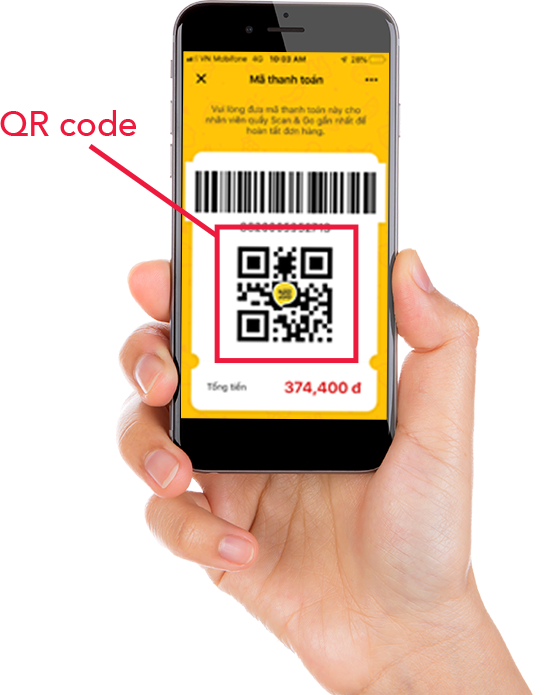 VN Mobifone 4G 10:03 AM 28%
Mã thanh toán
Vui lòng đưa mã thanh toán này cho
nhân viên quầy Scan & Go gần nhất để
hoàn tất đơn hàng.
QR code
Tổng tiền 374,400 đ